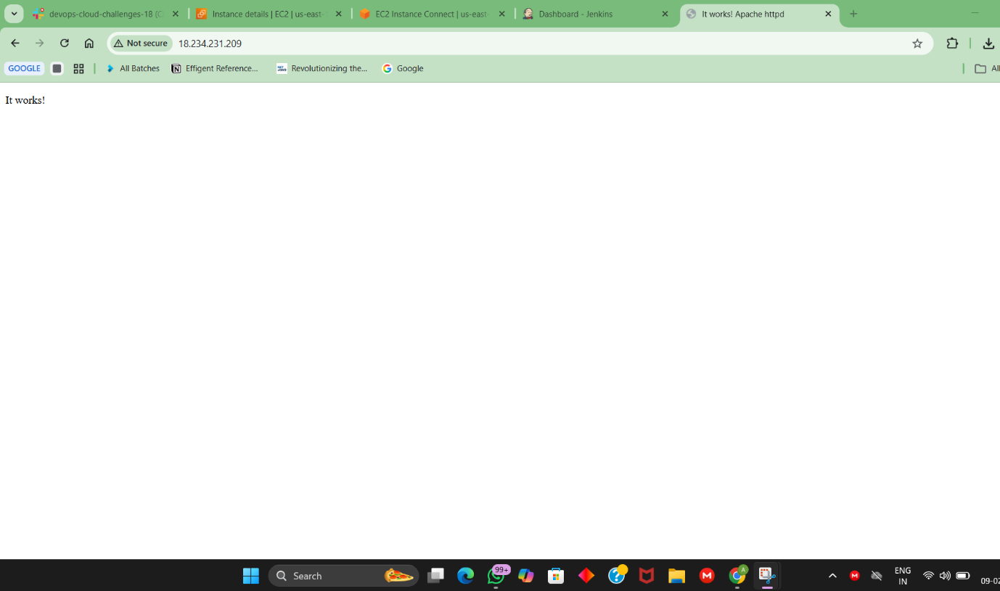 devops-cloud-challenges-18 (C
Instance details | EC2 | us-east-
EC2 Instance Connect | us-east-
Dashboard - Jenkins
It works! Apache httpd
Not secure
18.234.231.209
GOOGLE
All Batches
Effigent Reference...
Revolutionizing the...
Google
All
It works!
Search
99+
A
ENG
IN
09-02